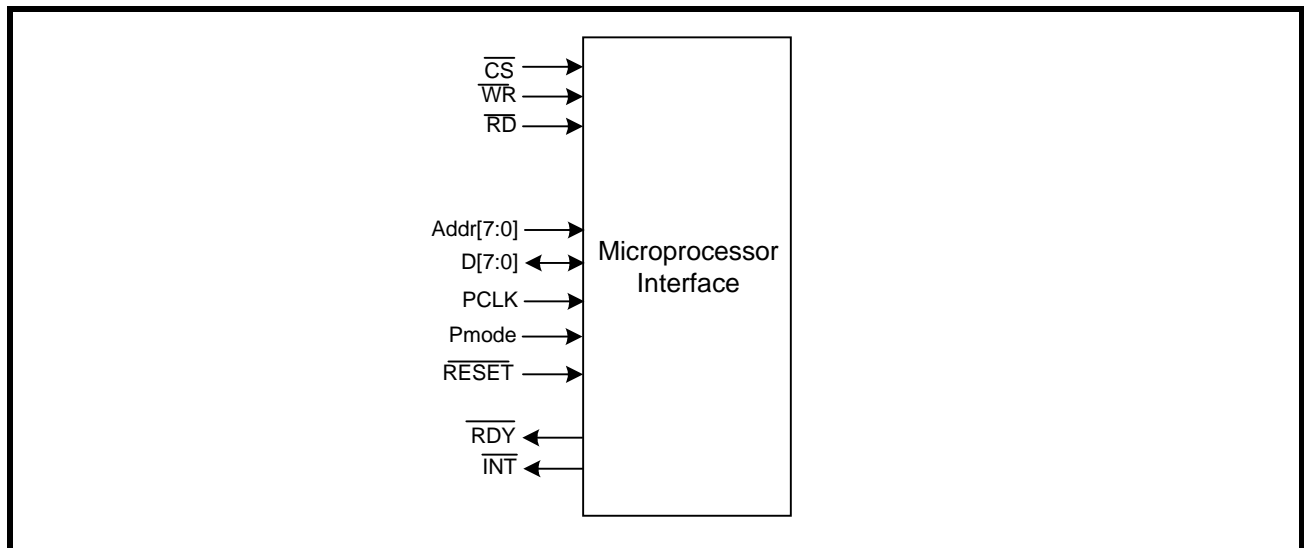 CS
WR
RD
Addr[7:0]
D[7:0]
PCLK
Pmode
RESET
RDY
INT
Microprocessor
Interface